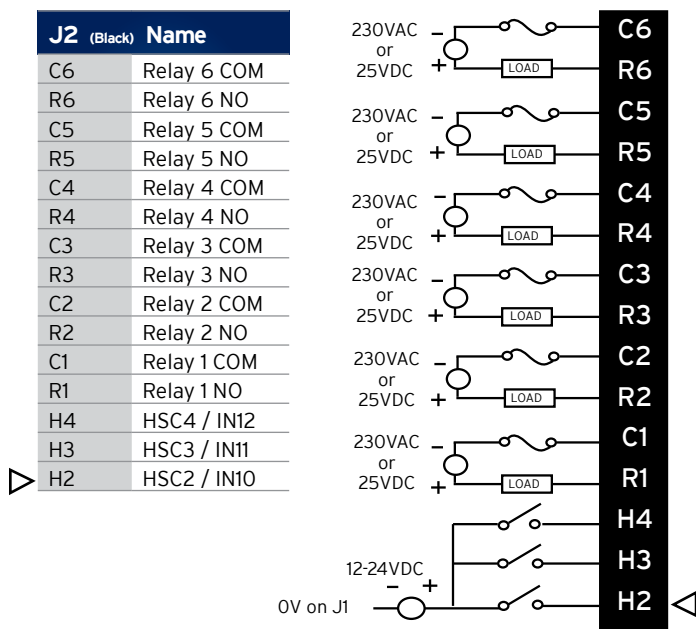 J2 (Black) Name
C6 Relay 6 COM
R6 Relay 6 NO
C5 Relay 5 COM
R5 Relay 5 NO
C4 Relay 4 COM
R4 Relay 4 NO
C3 Relay 3 COM
R3 Relay 3 NO
C2 Relay 2 COM
R2 Relay 2 NO
C1 Relay 1 COM
R1 Relay 1 NO
H4 HSC4 / IN12
H3 HSC3 / IN11
H2 HSC2 / IN10
230VAC − C6
or
25VDC + LOAD R6
230VAC − C5
or
25VDC + LOAD R5
230VAC − C4
or
25VDC + LOAD R4
230VAC − C3
or
25VDC + LOAD R3
230VAC − C2
or
25VDC + LOAD R2
230VAC − C1
or
25VDC + LOAD R1
H4
H3
12-24VDC
− +
0V on J1 H2